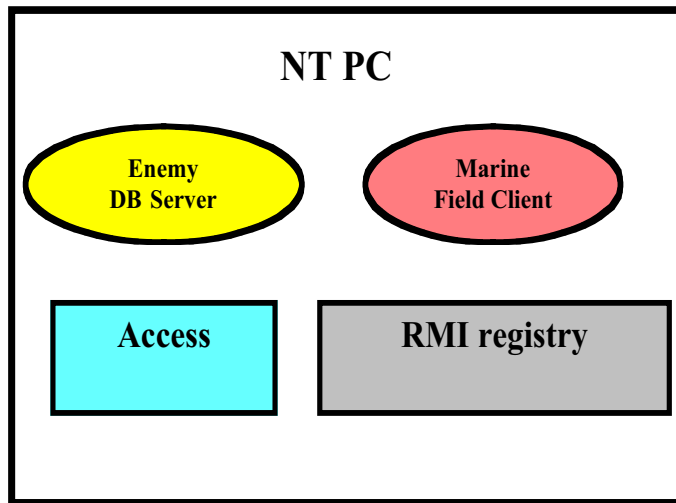 NT PC
Enemy
DB Server
Marine
Field Client
Access
RMI registry